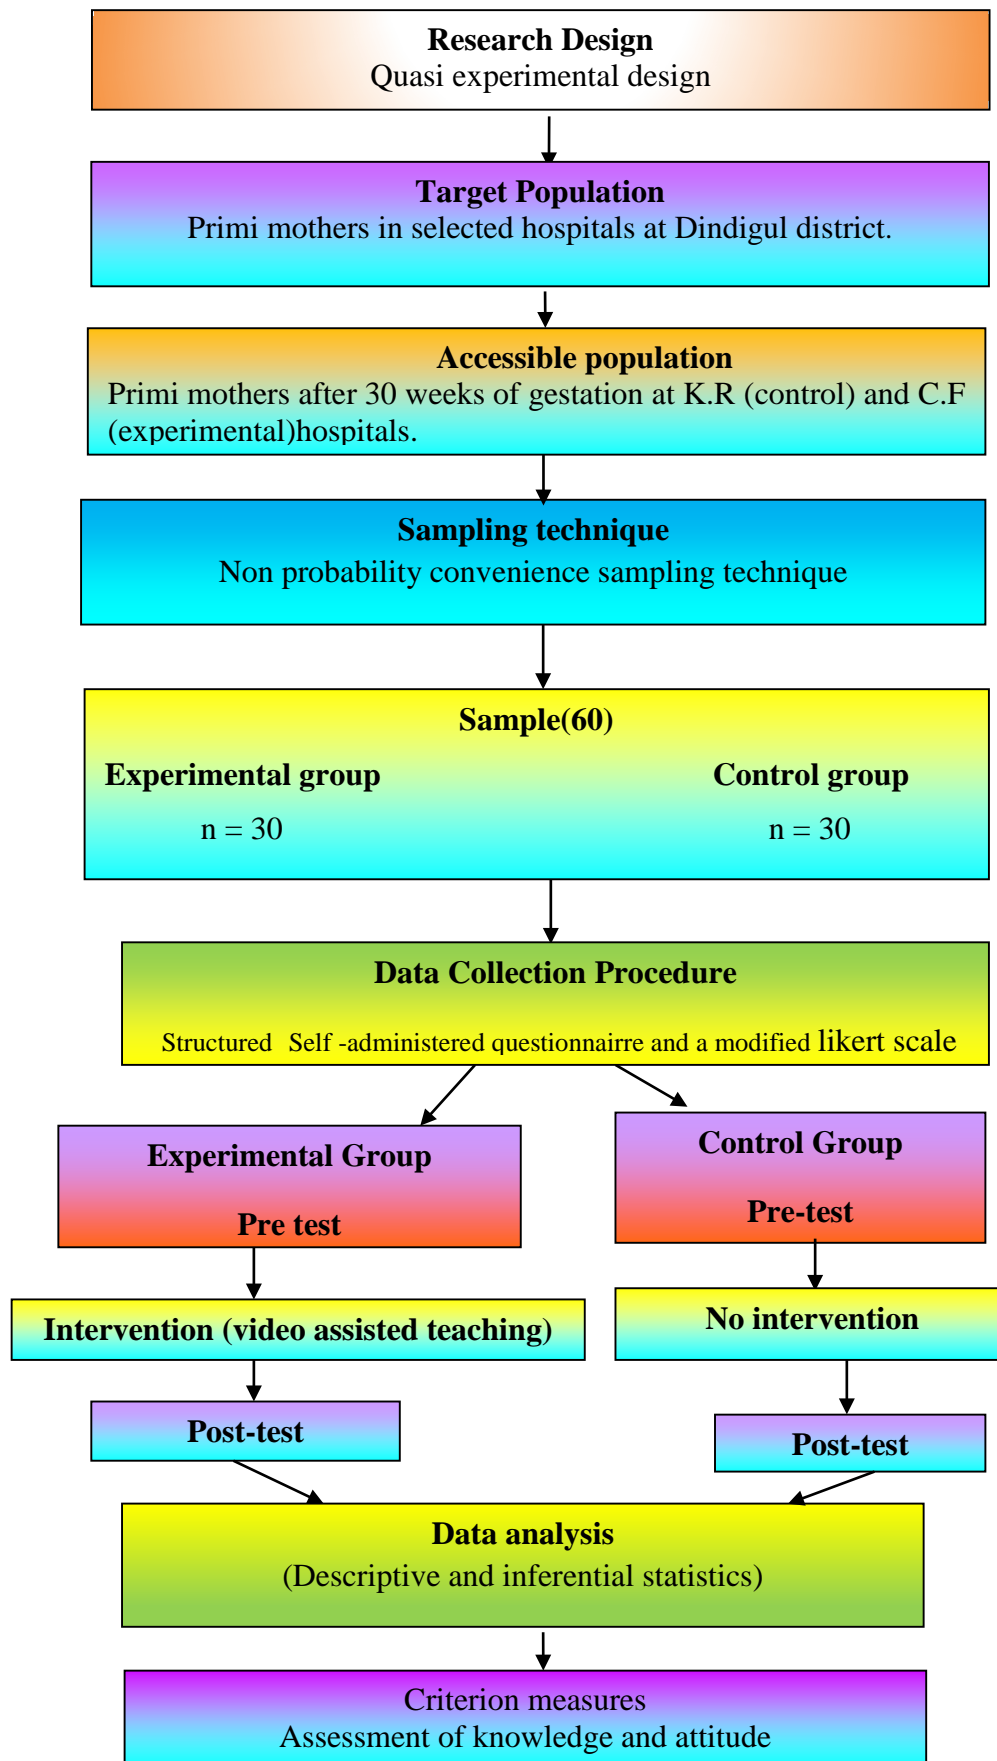 Research Design
Quasi experimental design
Target Population
Primi mothers in selected hospitals at Dindigul district.
Accessible population
Primi mothers after 30 weeks of gestation at K.R (control) and C.F
(experimental)hospitals.
Sampling technique
Non probability convenience sampling technique
Sample(60)
Experimental group
Control group
n = 30
n = 30
Data Collection Procedure
Structured Self -administered questionnairre and a modified likert scale
Experimental Group
Pre test
Control Group
Pre-test
Intervention (video assisted teaching)
No intervention
Post-test
Post-test
Data analysis
(Descriptive and inferential statistics)
Criterion measures
Assessment of knowledge and attitude